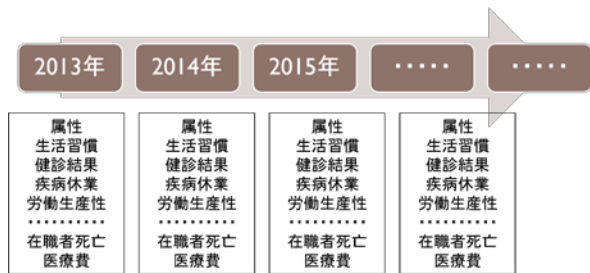 2013年 2014年 2015年 ・・・・・ ・・・・・
属性
生活習慣
健診結果
疾病休業
労働生産性
・・・・・・・・・・
在職者死亡
医療費
属性
生活習慣
健診結果
疾病休業
労働生産性
・・・・・・・・・・
在職者死亡
医療費
属性
生活習慣
健診結果
疾病休業
労働生産性
・・・・・・・・・・
在職者死亡
医療費
属性
生活習慣
健診結果
疾病休業
労働生産性
・・・・・・・・・・
在職者死亡
医療費